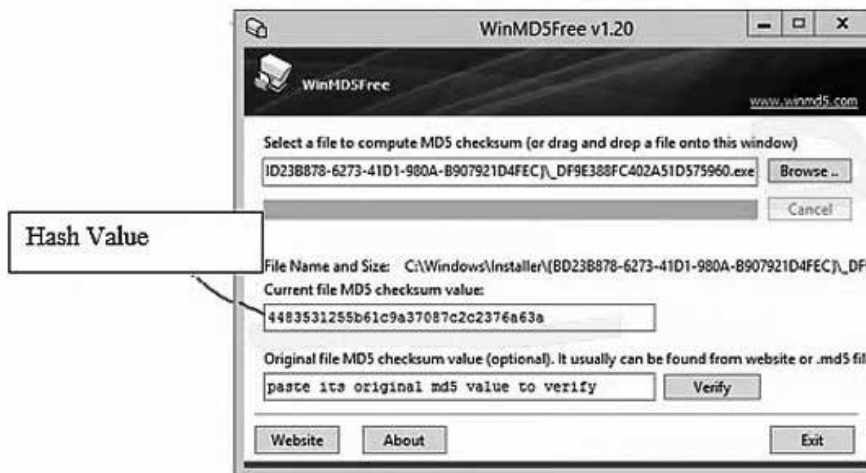 WinMD5Free v1.20
WinMD5Free
www.winmd5.com
Select a file to compute MD5 checksum (or drag and drop a file onto this window)
D23B878-6273-41D1-980A-B907921D4FEC}\_DF9E388FC402A51D575960.exe
Browse ..
Cancel
Hash Value
File Name and Size: C:\Windows\Installer\{BD23B878-6273-41D1-980A-B907921D4FEC}\_DF
Current file MD5 checksum value:
4483531255b61c9a37087c2c2376a63a
Original file MD5 checksum value (optional). It usually can be found from website or .md5 fil
paste its original md5 value to verify
Verify
Website
About
Exit